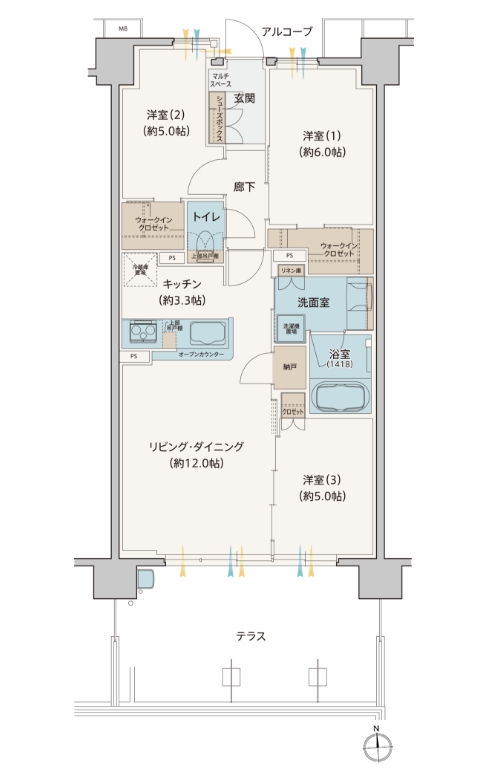 MB
アルコープ
マルチ
スペース
玄関
シューズボックス
洋室(2)
(約5.0帖)
洋室(1)
(約6.0帖)
廊下
トイレ
上部吊戸棚
ウォークイン
クロゼット
ウォークイン
クロゼット
PS
PS
冷蔵庫
置場
キッチン
(約3.3帖)
リネン庫
洗面室
上部
吊戸棚
洗濯機
置場
オープンカウンター
PS
浴室
(1418)
納戸
クロゼット
リビング・ダイニング
(約12.0帖)
洋室(3)
(約5.0帖)
テラス
N